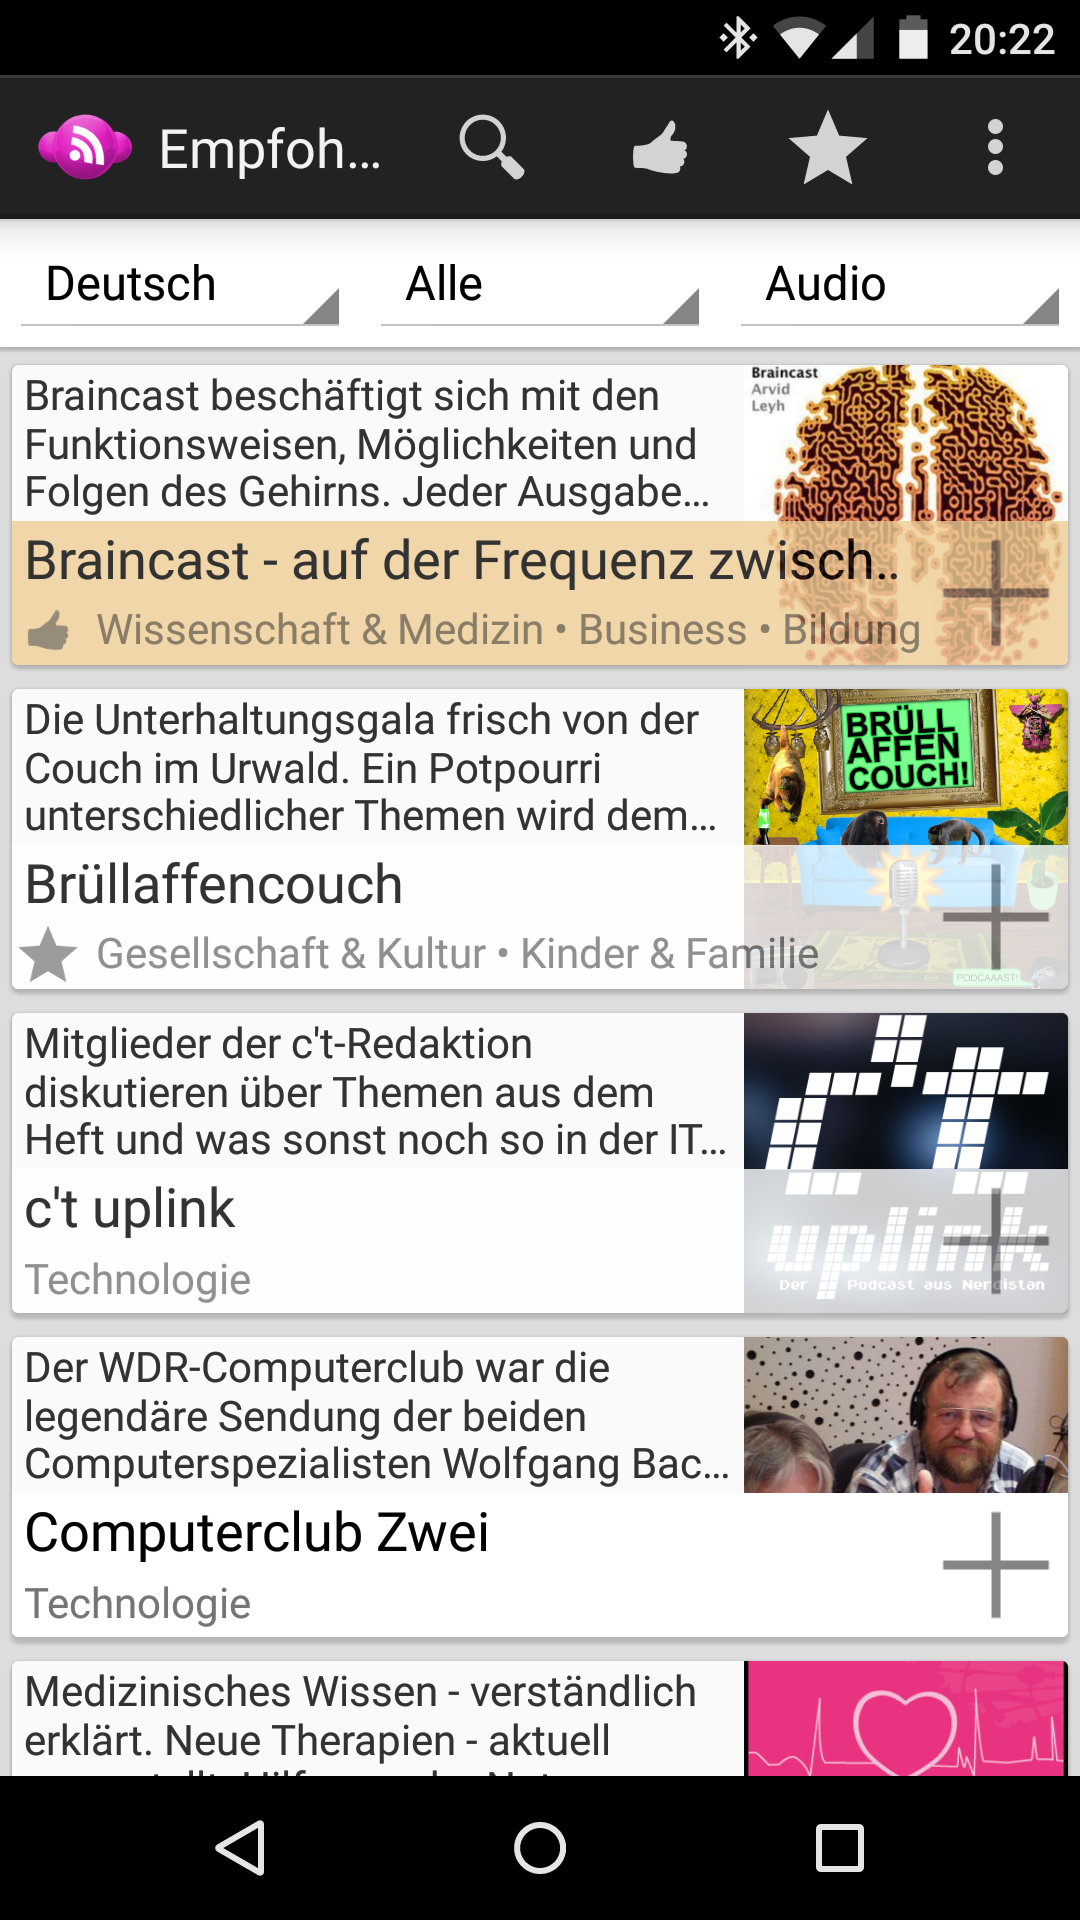 20:22
Empfoh...
Deutsch
Alle
Audio
Braincast beschäftigt sich mit den
Funktionsweisen, Möglichkeiten und
Folgen des Gehirns. Jeder Ausgabe...
Braincast
Arvid
Leyh
Braincast - auf der Frequenz zwisch..
Wissenschaft & Medizin • Business • Bildung
Die Unterhaltungsgala frisch von der
Couch im Urwald. Ein Potpourri
unterschiedlicher Themen wird dem...
BRÜLL
AFFEN
COUCH!
Brüllaffencouch
Gesellschaft & Kultur • Kinder & Familie
PODCAAAST!
Mitglieder der c't-Redaktion
diskutieren über Themen aus dem
Heft und was sonst noch so in der IT...
c't
uplink
Der Podcast aus Nerdistan
c't uplink
Technologie
Der WDR-Computerclub war die
legendäre Sendung der beiden
Computerspezialisten Wolfgang Bac...
Computerclub Zwei
Technologie
Medizinisches Wissen - verständlich
erklärt. Neue Therapien - aktuell